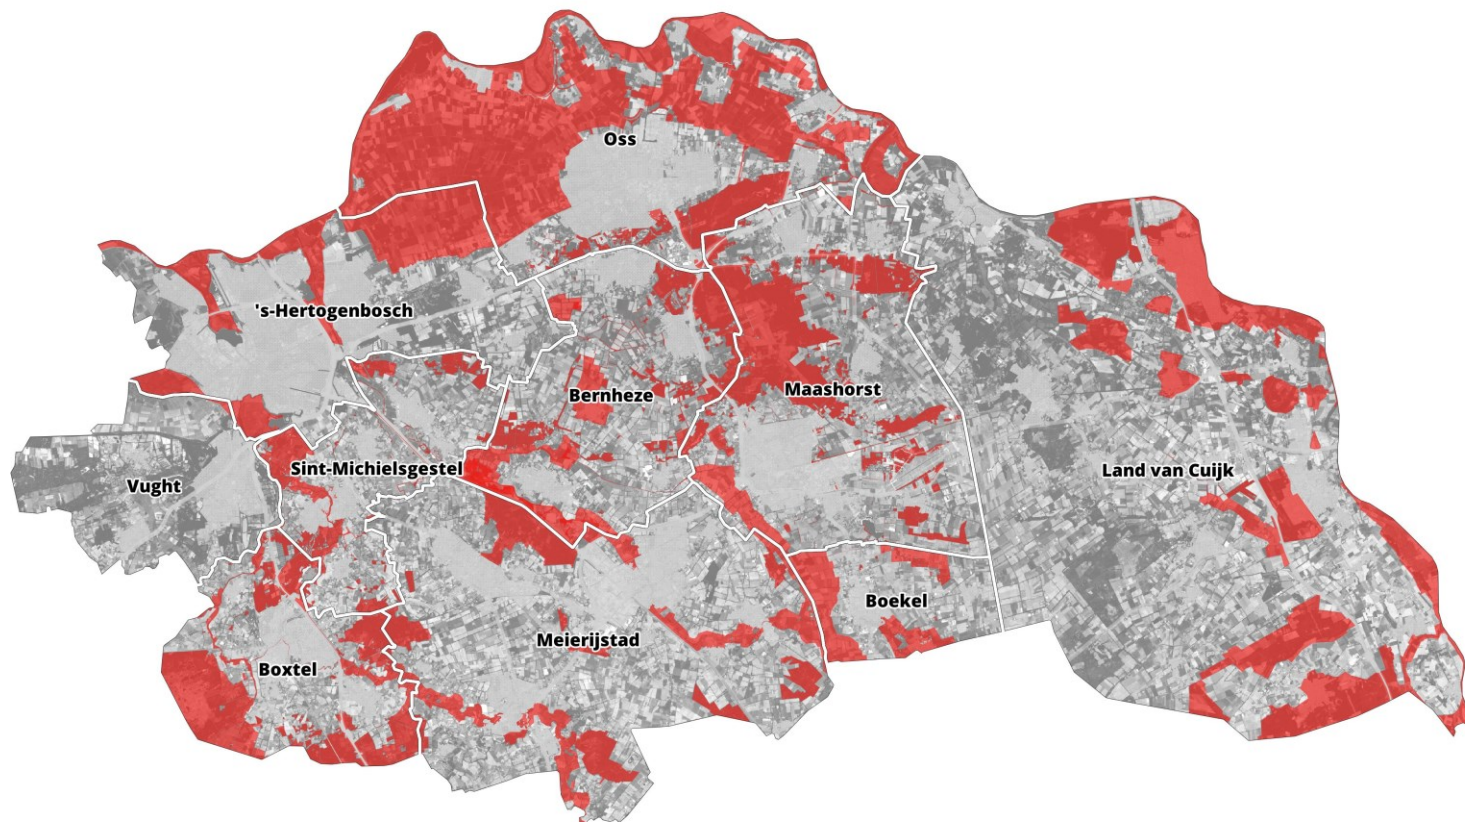 Oss
's-Hertogenbosch
Bernheze
Maashorst
Sint-Michielsgestel
Land van Cuijk
Vught
Boekel
Meierijstad
Boxtel